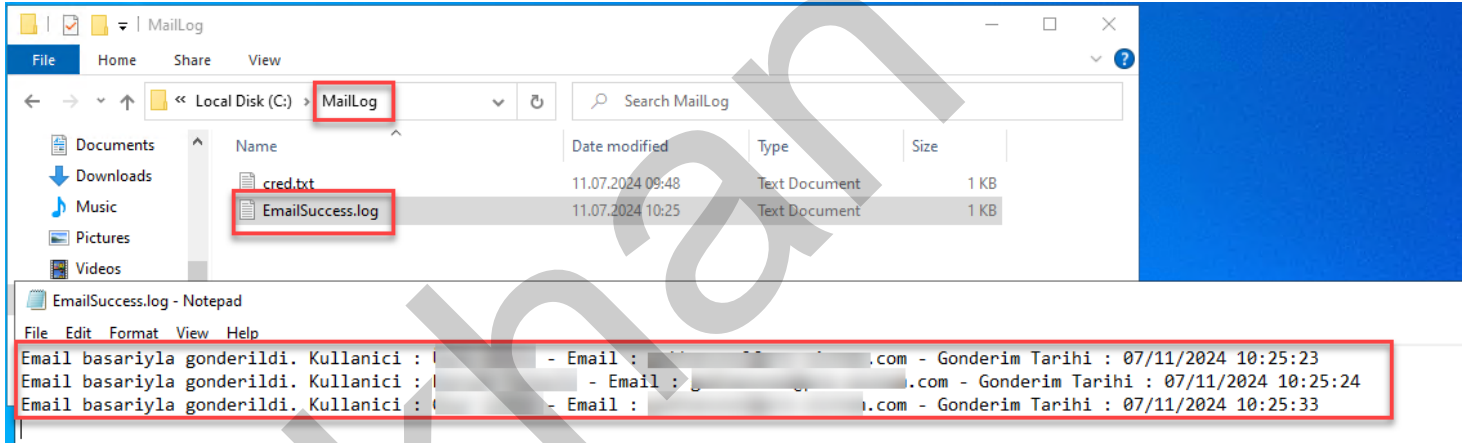 MailLog
File Home Share View
« Local Disk (C:) › MailLog Search MailLog
Documents
Downloads
Music
Pictures
Videos
Name Date modified Type Size
cred.txt 11.07.2024 09:48 Text Document 1 KB
EmailSuccess.log 11.07.2024 10:25 Text Document 1 KB
EmailSuccess.log - Notepad
File Edit Format View Help
Email basariyla gonderildi. Kullanici : - Email : .com - Gonderim Tarihi : 07/11/2024 10:25:23
Email basariyla gonderildi. Kullanici : - Email : .com - Gonderim Tarihi : 07/11/2024 10:25:24
Email basariyla gonderildi. Kullanici : - Email : .com - Gonderim Tarihi : 07/11/2024 10:25:33
khan